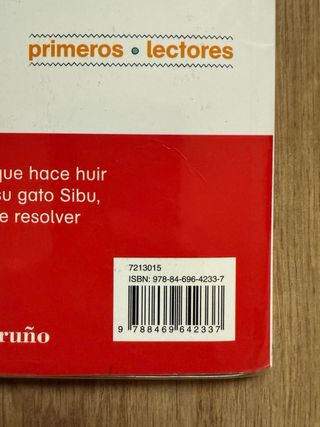 primeros • lectores
que hace huir
su gato Sibu,
e resolver
7213015
ISBN: 978-84-696-4233-7
9 788469 642337
ruño